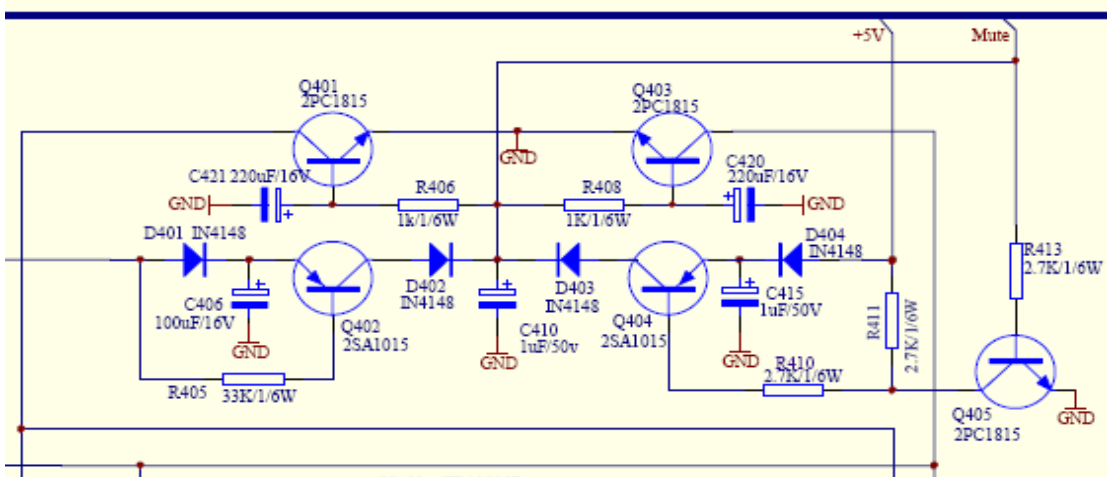 +5V
Mute
Q401
2PC1815
Q403
2PC1815
GND
C421 220uF/16V
R406
R408
C420
220uF/16V
GND
1k/1/6W
1K/1/6W
GND
D401 IN4148
D404
IN4148
R413
2.7K/1/6W
C406
100uF/16V
D402
IN4148
D403
IN4148
C415
1uF/50V
Q402
2SA1015
C410
1uF/50v
Q404
2SA1015
R411
2.7K/1/6W
GND
GND
GND
R410
2.7K/1/6W
R405
33K/1/6W
Q405
2PC1815
GND